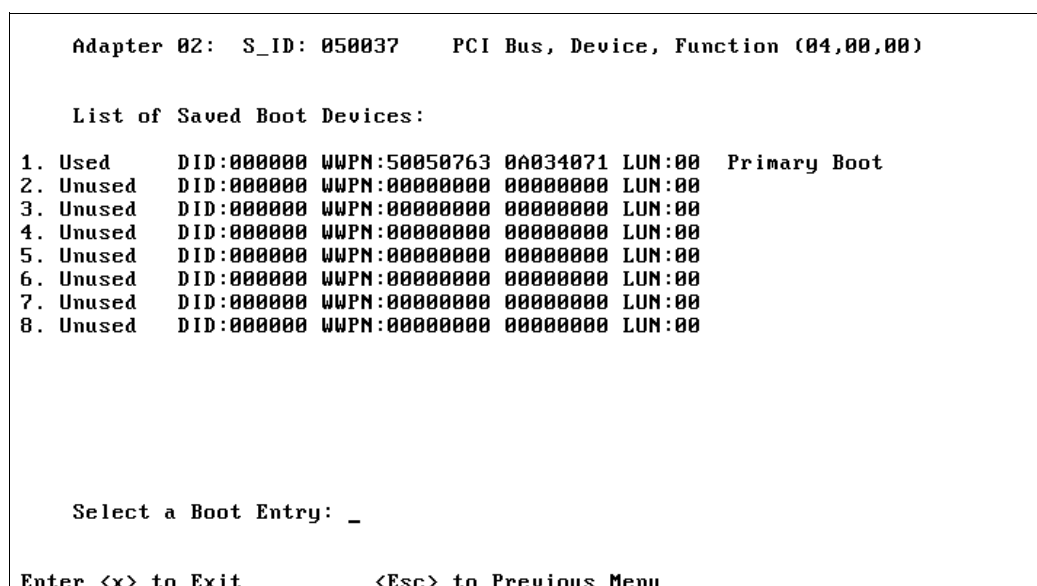 Adapter 02: S_ID: 050037 PCI Bus, Device, Function (04,00,00)
List of Saved Boot Devices:
1. Used DID:000000 WWPN:50050763 0A034071 LUN:00 Primary Boot
2. Unused DID:000000 WWPN:00000000 00000000 LUN:00
3. Unused DID:000000 WWPN:00000000 00000000 LUN:00
4. Unused DID:000000 WWPN:00000000 00000000 LUN:00
5. Unused DID:000000 WWPN:00000000 00000000 LUN:00
6. Unused DID:000000 WWPN:00000000 00000000 LUN:00
7. Unused DID:000000 WWPN:00000000 00000000 LUN:00
8. Unused DID:000000 WWPN:00000000 00000000 LUN:00
Select a Boot Entry: _
Enter <x> to Exit <Esc> to Previous Menu